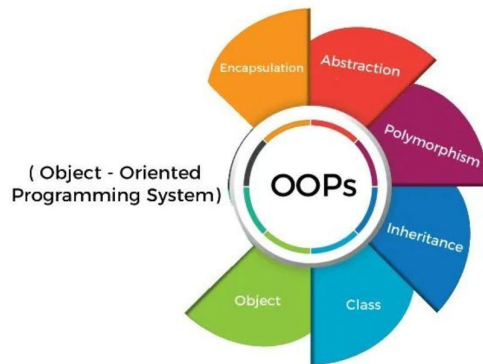 Encapsulation
Abstraction
Polymorphism
( Object - Oriented
Programming System)
OOPs
Inheritance
Object
Class